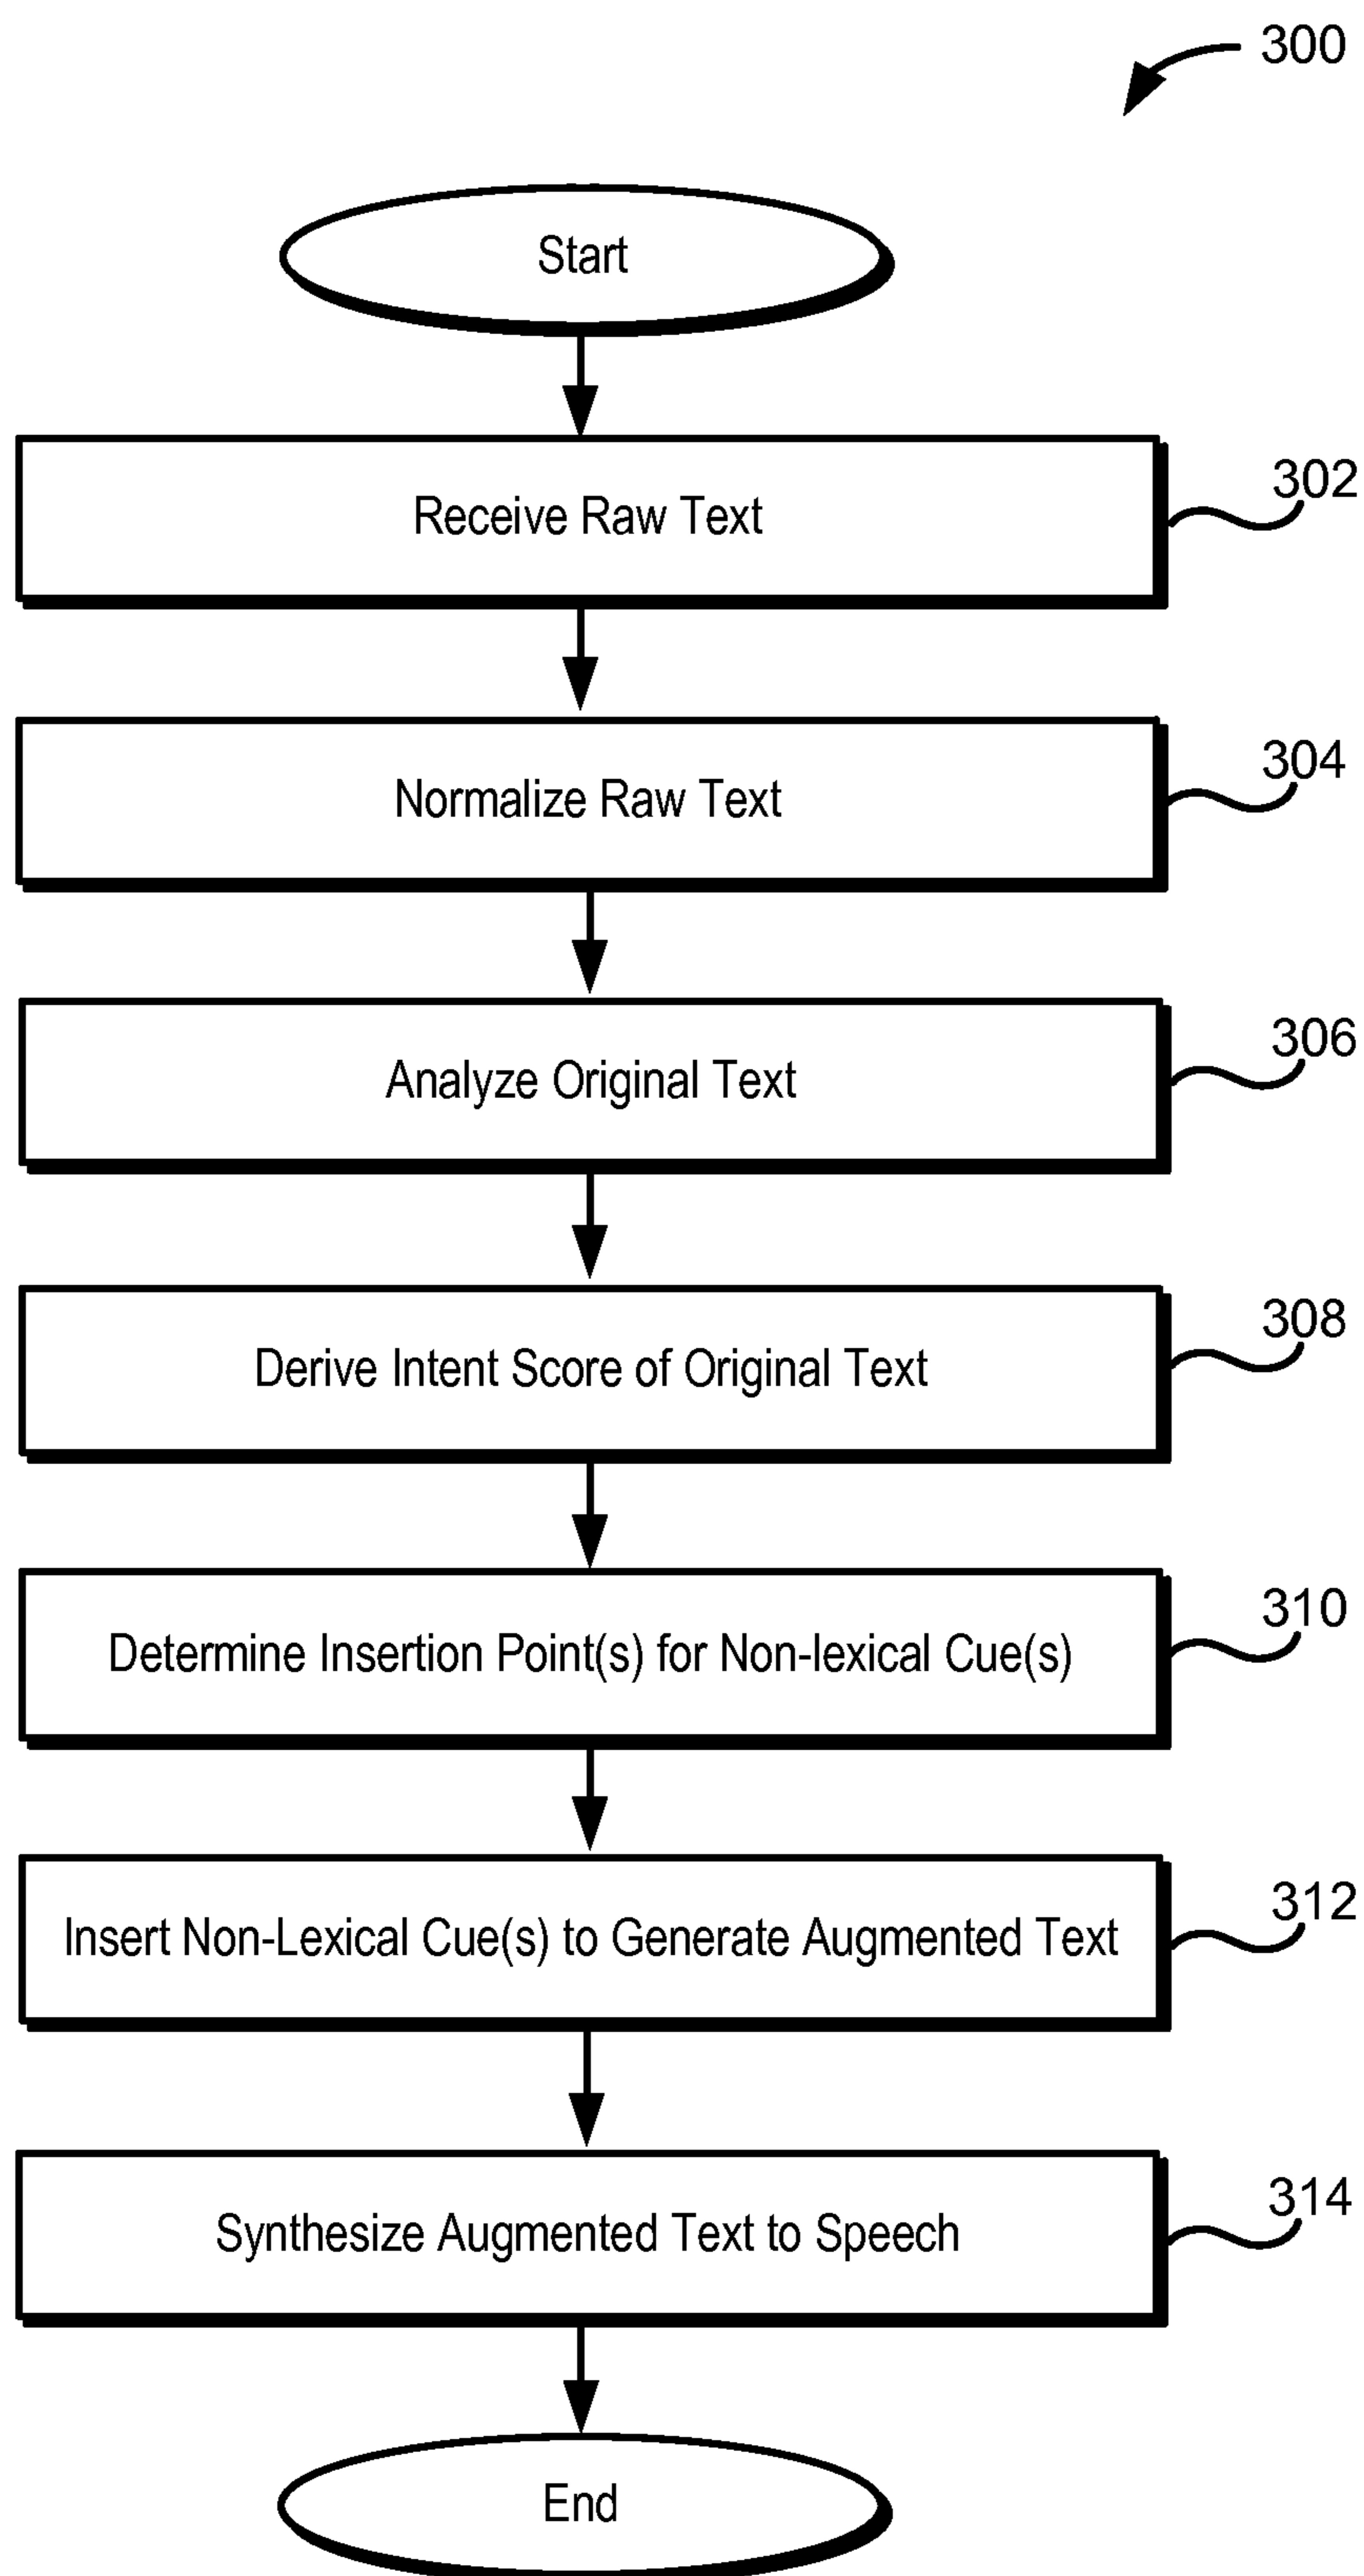 300
Start
Receive Raw Text
302
Normalize Raw Text
304
Analyze Original Text
306
Derive Intent Score of Original Text
308
Determine Insertion Point(s) for Non-lexical Cue(s)
310
Insert Non-Lexical Cue(s) to Generate Augmented Text
312
Synthesize Augmented Text to Speech
314
End